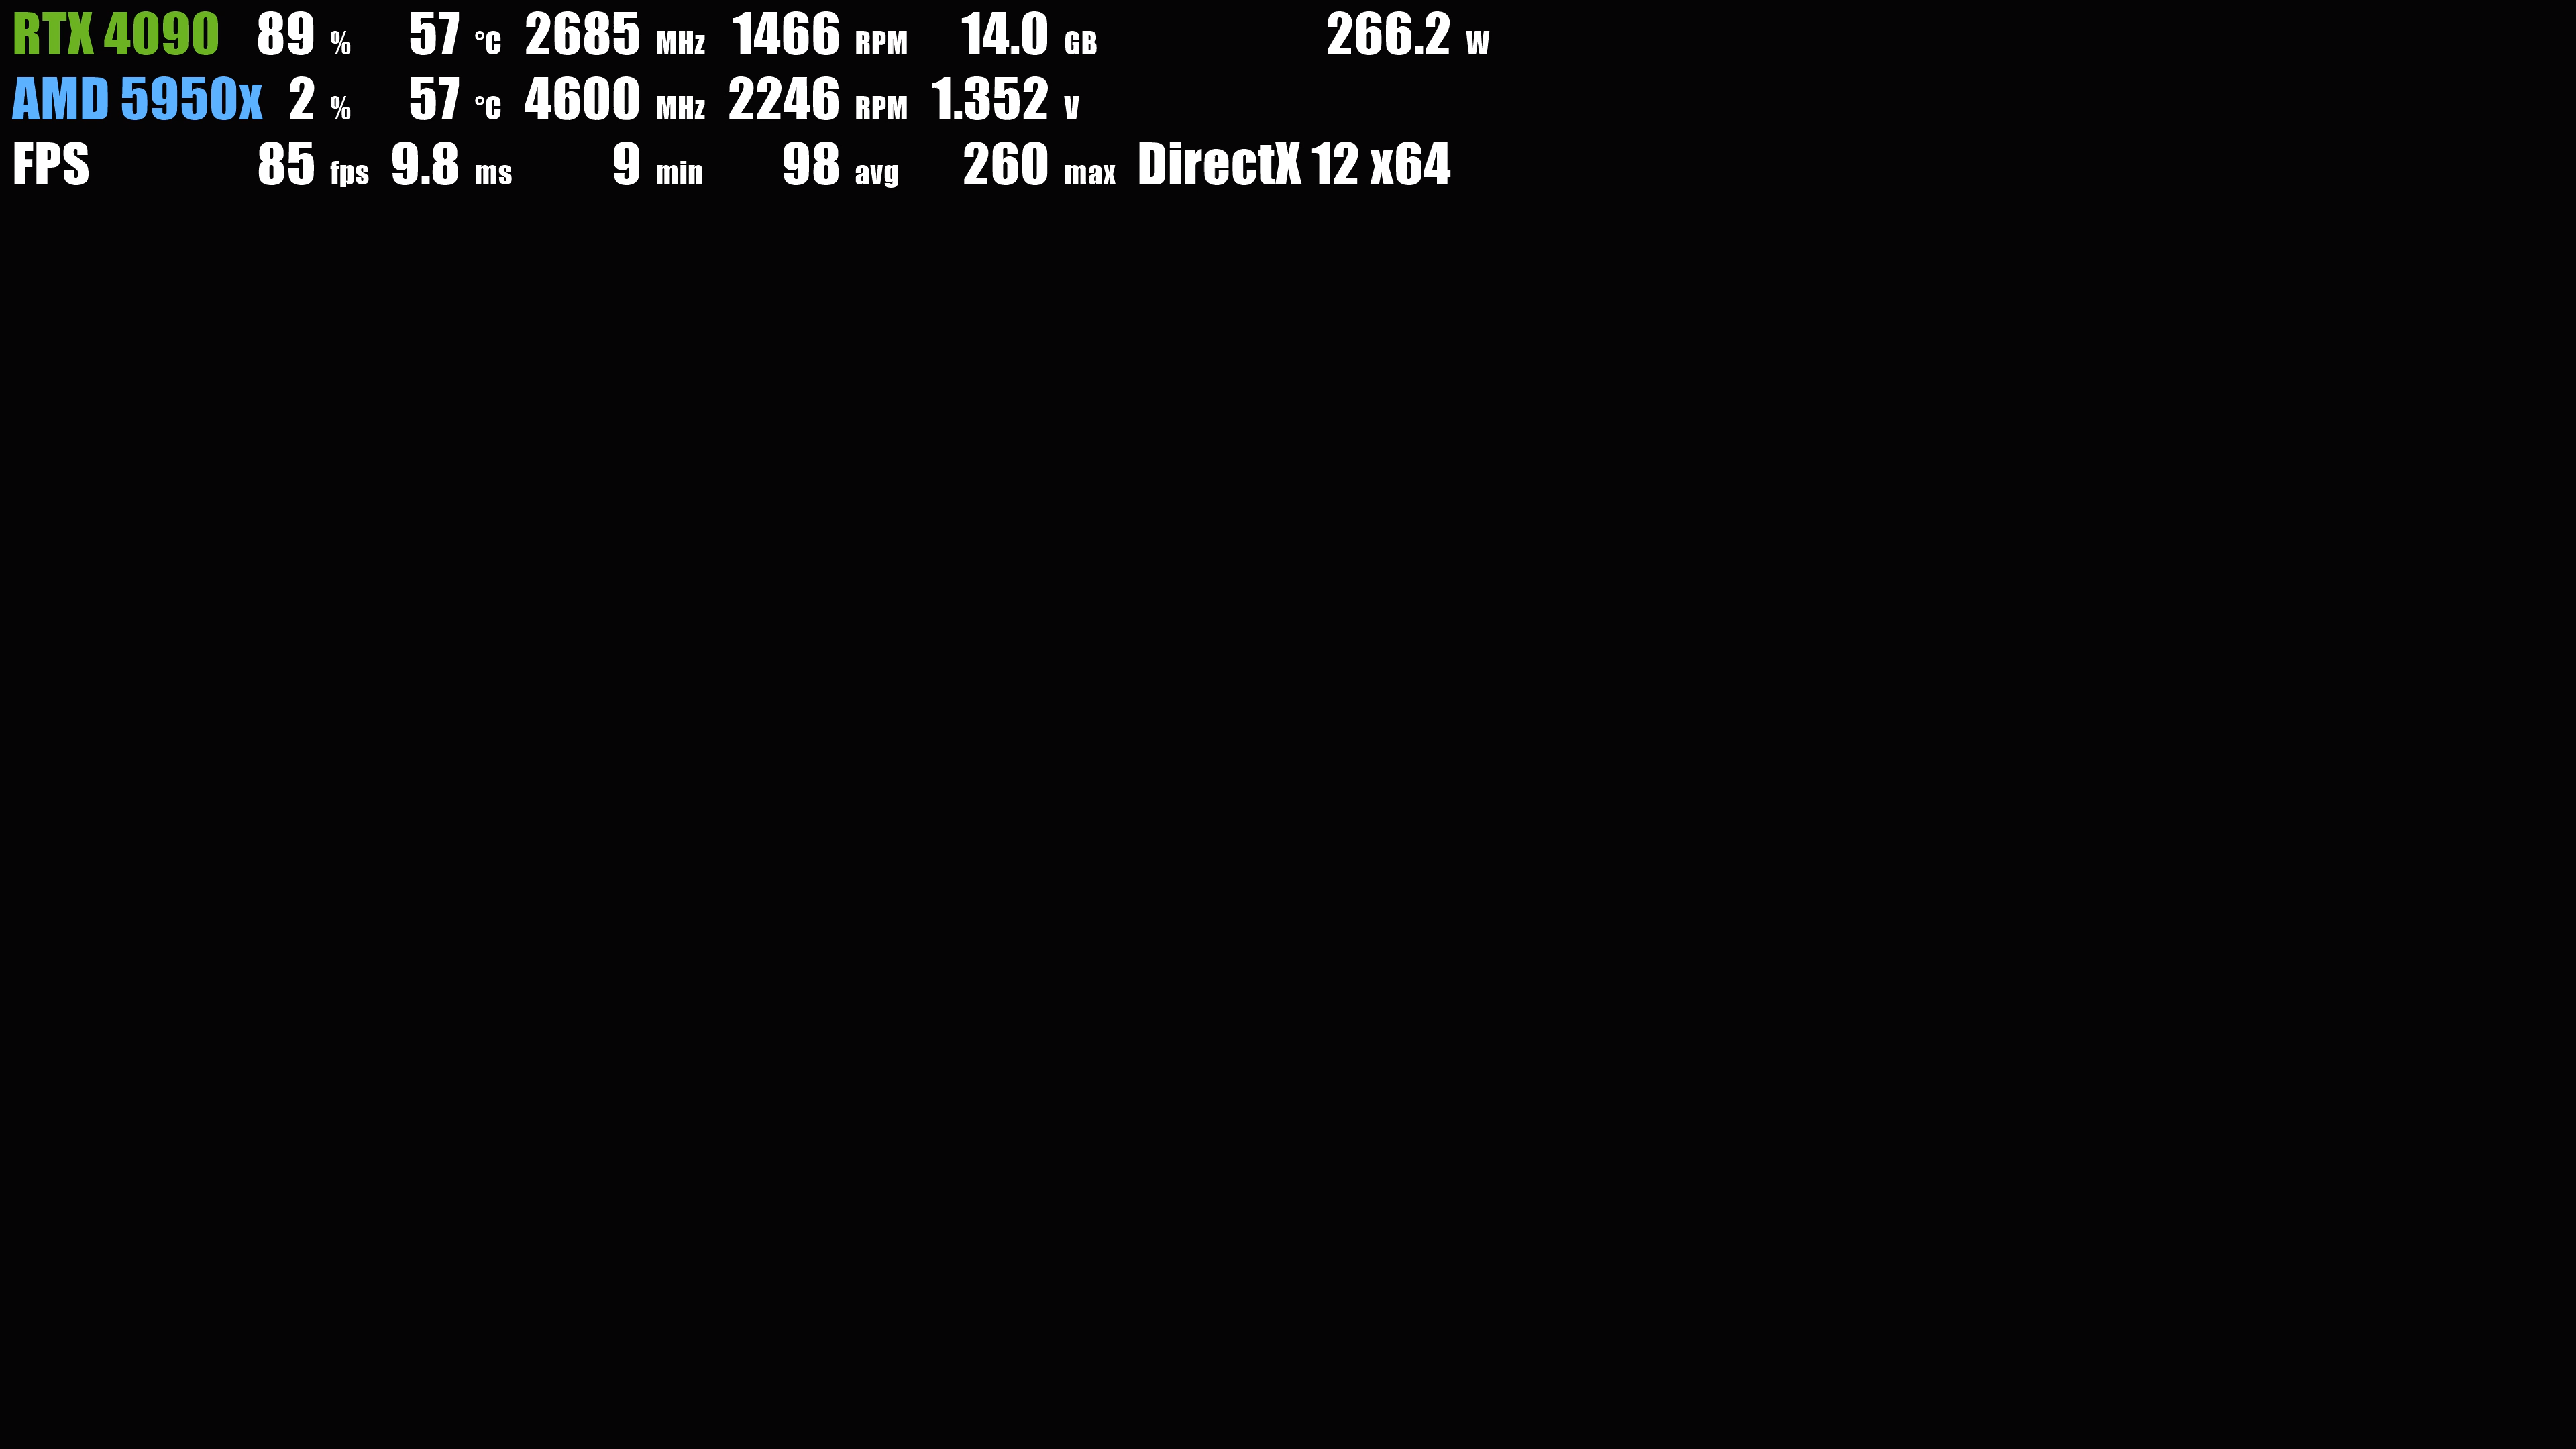 RTX 4090 89 % 57 °C 2685 MHz 1466 RPM 14.0 GB 266.2 W
AMD 5950x 2 % 57 °C 4600 MHz 2246 RPM 1.352 V
FPS 85 fps 9.8 ms 9 min 98 avg 260 max DirectX 12 x64